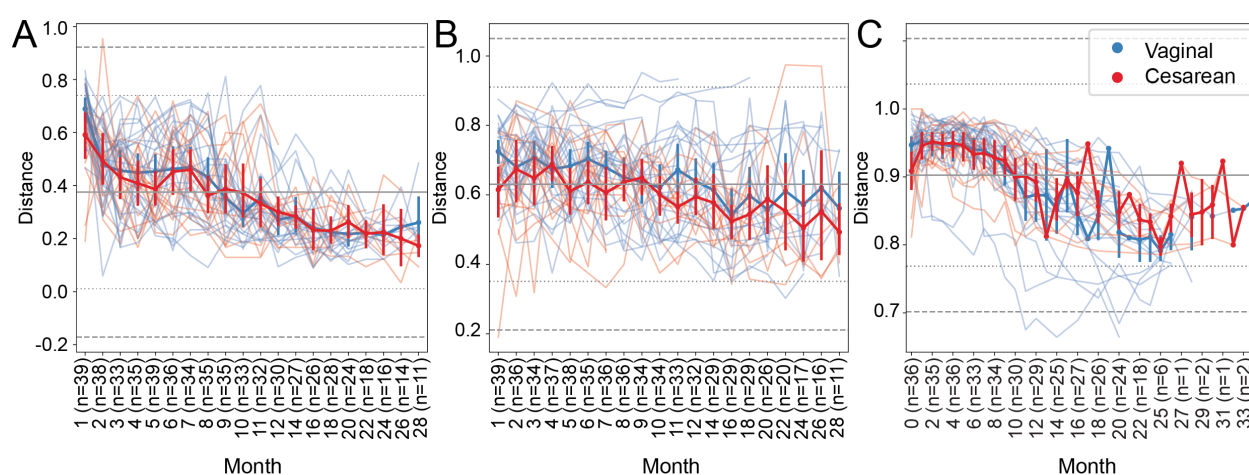 A
B
C
Vaginal
Cesarean
Distance
1.0
0.8
0.6
0.4
0.2
0.0
-0.2
1 (n=39)
2 (n=38)
3 (n=33)
4 (n=35)
5 (n=39)
6 (n=36)
7 (n=34)
8 (n=35)
9 (n=35)
10 (n=33)
11 (n=32)
12 (n=30)
14 (n=27)
16 (n=26)
18 (n=28)
20 (n=24)
22 (n=18)
24 (n=16)
26 (n=14)
28 (n=11)
Month
Distance
1.0
0.8
0.6
0.4
0.2
1 (n=39)
2 (n=36)
3 (n=34)
4 (n=37)
5 (n=38)
6 (n=35)
7 (n=36)
8 (n=36)
9 (n=34)
10 (n=34)
11 (n=33)
12 (n=32)
14 (n=29)
16 (n=29)
18 (n=29)
20 (n=26)
22 (n=20)
24 (n=17)
26 (n=16)
28 (n=11)
Month
Distance
1.0
0.9
0.8
0.7
0 (n=36)
2 (n=35)
4 (n=36)
6 (n=33)
8 (n=34)
10 (n=30)
12 (n=29)
14 (n=25)
16 (n=27)
18 (n=26)
20 (n=24)
22 (n=18)
25 (n=6)
27 (n=1)
29 (n=2)
31 (n=1)
33 (n=2)
Month